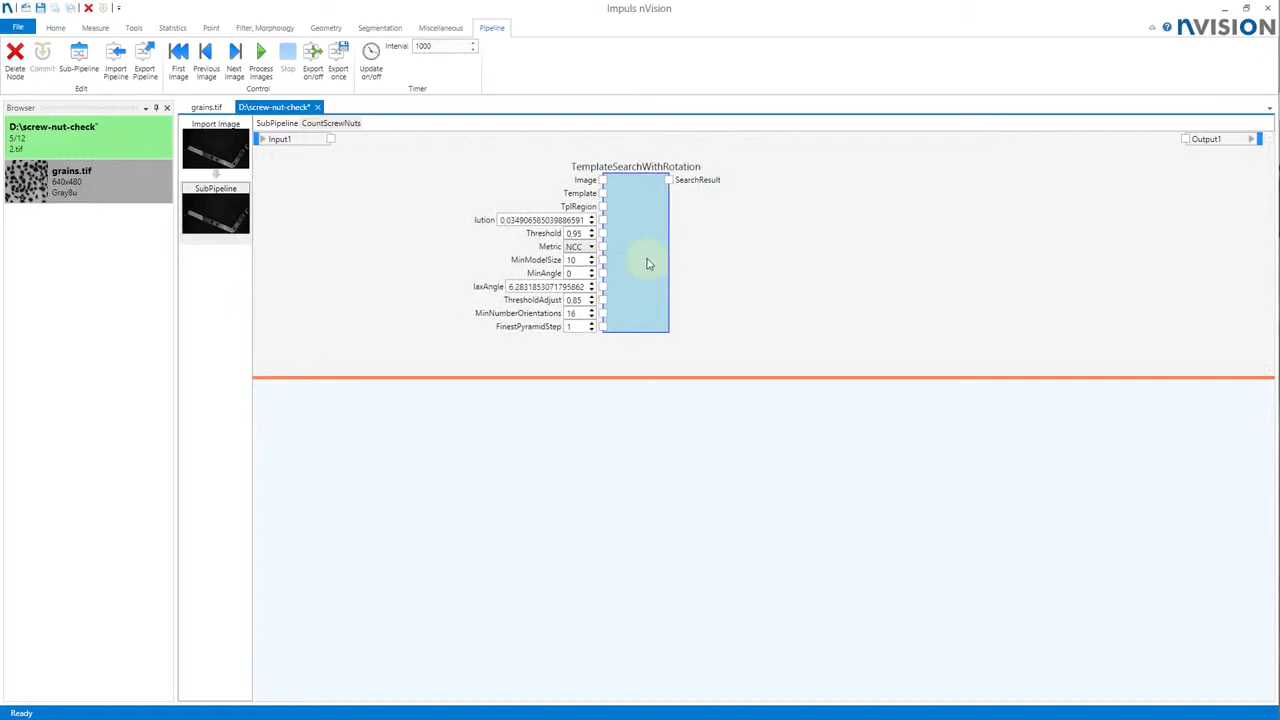 Impuls nVision
File Home Measure Tools Statistics Point Filter, Morphology Geometry Segmentation Miscellaneous Pipeline
nVISION
Delete Node
Commit
Sub-Pipeline
Import Pipeline
Export Pipeline
First Image
Previous Image
Next Image
Process Images
Stop
Export on/off
Export once
Update on/off
Interval 1000
Edit Control Timer
Browser
grains.tif D:\screw-nut-check*
D:\screw-nut-check*
5/12
2.tif
grains.tif
640x480
Gray8u
Import Image
SubPipeline
SubPipeline CountScrewNuts
Input1
Output1
TemplateSearchWithRotation
Image SearchResult
Template
TplRegion
lution 0,034906585039886591
Threshold 0,95
Metric NCC
MinModelSize 10
MinAngle 0
laxAngle 6,2831853071795862
ThresholdAdjust 0,85
MinNumberOrientations 16
FinestPyramidStep 1
Ready